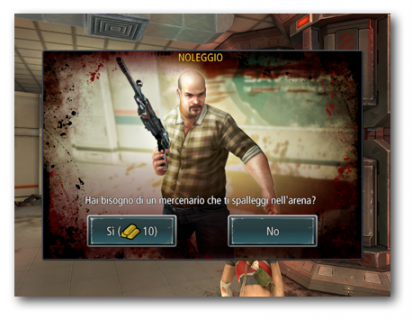 NOLEGGIO
Hai bisogno di un mercenario che ti spalleggi nell'arena?
Sì ( 10)
No